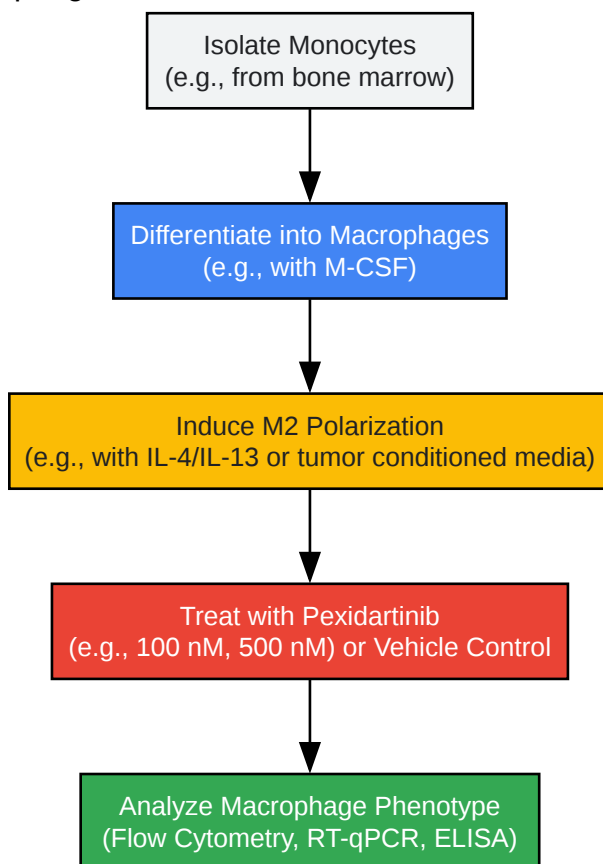 Isolate Monocytes
(e.g., from bone marrow)
Differentiate into Macrophages
(e.g., with M-CSF)
Induce M2 Polarization
(e.g., with IL-4/IL-13 or tumor conditioned media)
Treat with Pexidartinib
(e.g., 100 nM, 500 nM) or Vehicle Control
Analyze Macrophage Phenotype
(Flow Cytometry, RT-qPCR, ELISA)